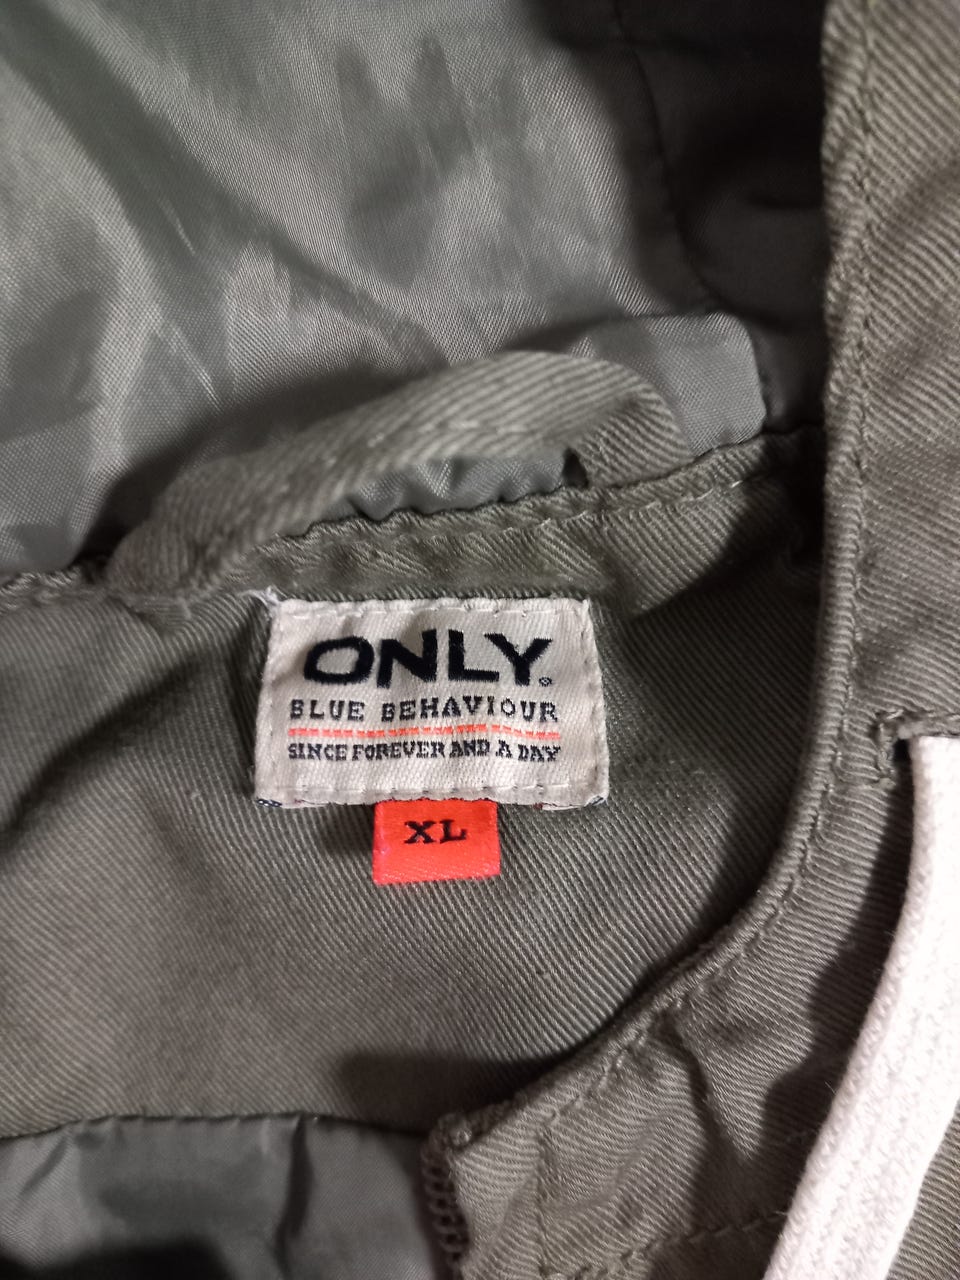 ONLY®
BLUE BEHAVIOUR
SINCE FOREVER AND A DAY
XL